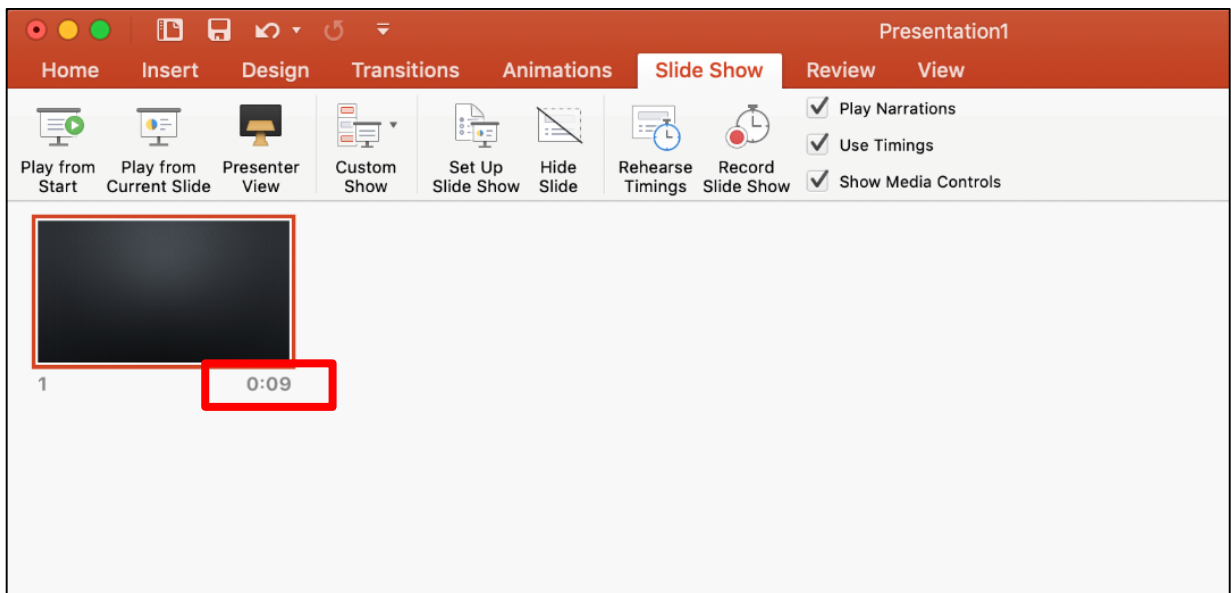 Presentation1
Home Insert Design Transitions Animations Slide Show Review View
Play from Start
Play from Current Slide
Presenter View
Custom Show
Set Up Slide Show
Hide Slide
Rehearse Timings
Record Slide Show
Play Narrations
Use Timings
Show Media Controls
1 0:09